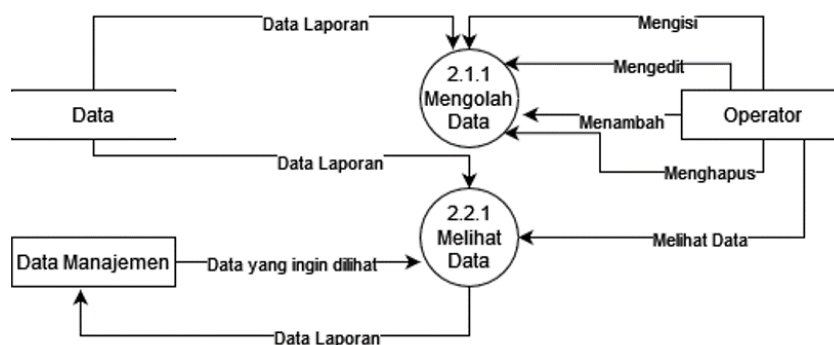 Data Laporan
Mengisi
2.1.1
Mengolah
Data
Mengedit
Data
Menambah
Operator
Data Laporan
Menghapus
2.2.1
Melihat
Data
Melihat Data
Data Manajemen
Data yang ingin dilihat
Data Laporan